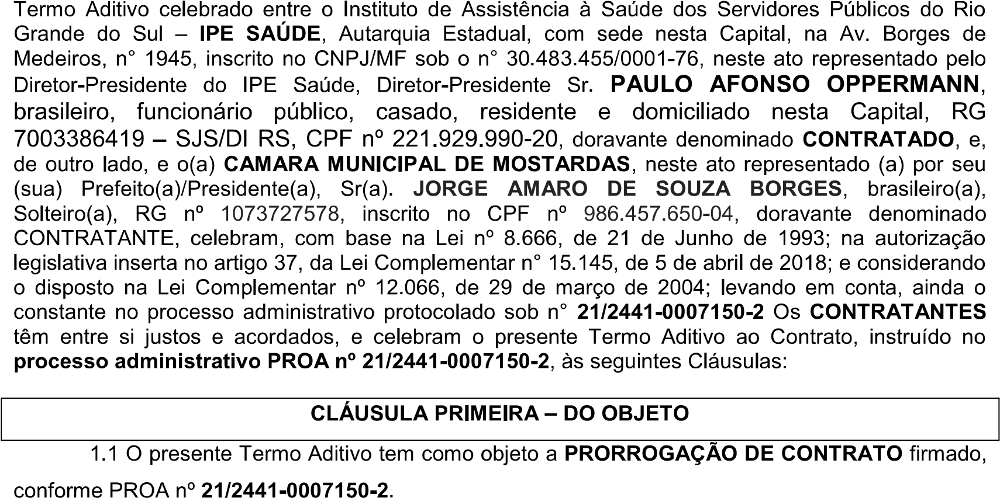 Termo Aditivo celebrado entre o Instituto de Assistência à Saúde dos Servidores Públicos do Rio
Grande do Sul – IPE SAÚDE, Autarquia Estadual, com sede nesta Capital, na Av. Borges de
Medeiros, n° 1945, inscrito no CNPJ/MF sob o n° 30.483.455/0001-76, neste ato representado pelo
Diretor-Presidente do IPE Saúde, Diretor-Presidente Sr. PAULO AFONSO OPPERMANN,
brasileiro, funcionário público, casado, residente e domiciliado nesta Capital, RG
7003386419 – SJS/DI RS, CPF nº 221.929.990-20, doravante denominado CONTRATADO, e,
de outro lado, e o(a) CAMARA MUNICIPAL DE MOSTARDAS, neste ato representado (a) por seu
(sua) Prefeito(a)/Presidente(a), Sr(a). JORGE AMARO DE SOUZA BORGES, brasileiro(a),
Solteiro(a), RG nº 1073727578, inscrito no CPF nº 986.457.650-04, doravante denominado
CONTRATANTE, celebram, com base na Lei nº 8.666, de 21 de Junho de 1993; na autorização
legislativa inserta no artigo 37, da Lei Complementar n° 15.145, de 5 de abril de 2018; e considerando
o disposto na Lei Complementar nº 12.066, de 29 de março de 2004; levando em conta, ainda o
constante no processo administrativo protocolado sob n° 21/2441-0007150-2 Os CONTRATANTES
têm entre si justos e acordados, e celebram o presente Termo Aditivo ao Contrato, instruído no
processo administrativo PROA nº 21/2441-0007150-2, às seguintes Cláusulas:
CLÁUSULA PRIMEIRA – DO OBJETO
1.1 O presente Termo Aditivo tem como objeto a PRORROGAÇÃO DE CONTRATO firmado,
conforme PROA nº 21/2441-0007150-2.